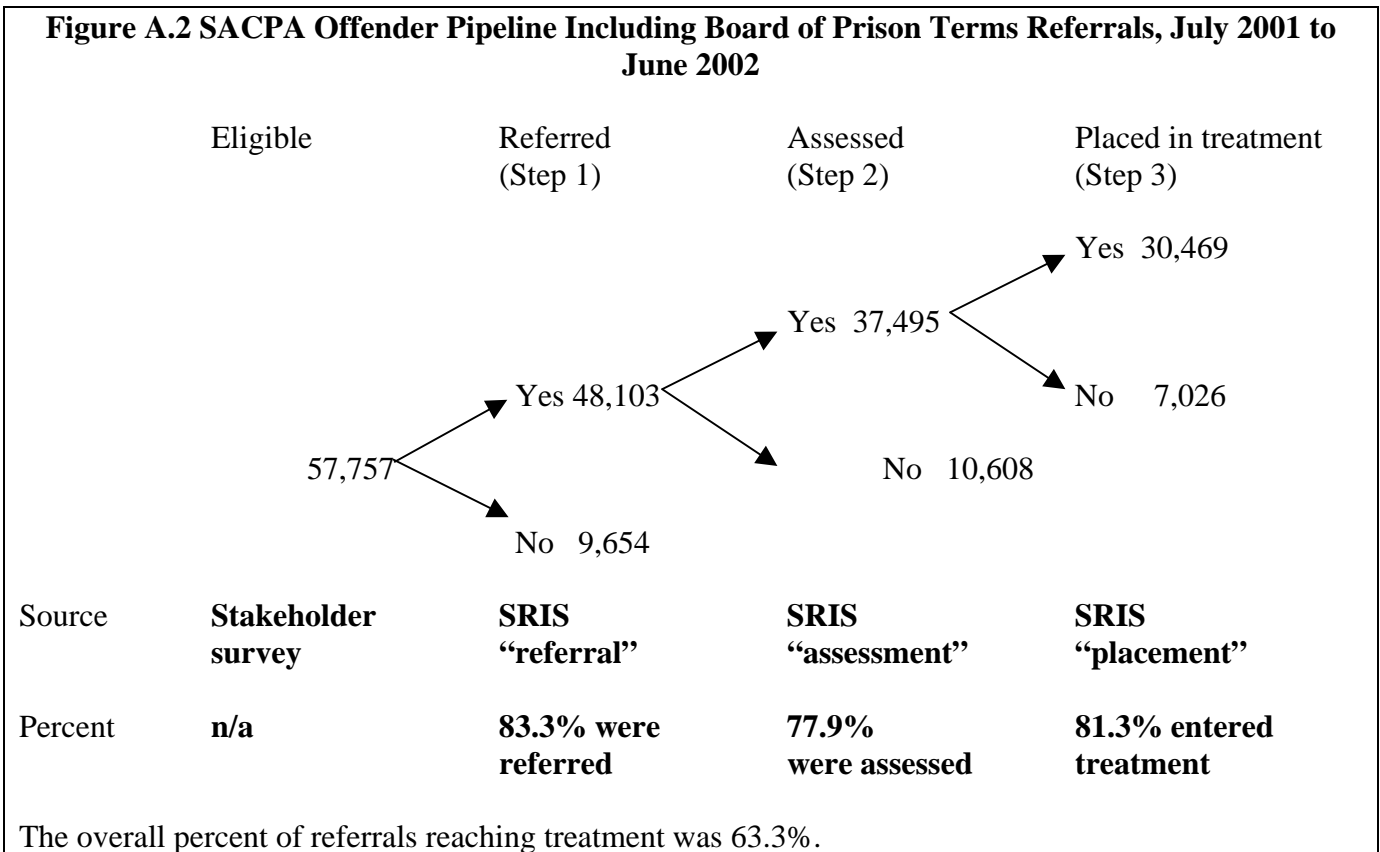 Figure A.2 SACPA Offender Pipeline Including Board of Prison Terms Referrals, July 2001 to
June 2002
Eligible Referred Assessed Placed in treatment
(Step 1) (Step 2) (Step 3)
Yes 30,469
Yes 37,495
Yes 48,103 No 7,026
57,757 No 10,608
No 9,654
Source Stakeholder SRIS SRIS SRIS
survey “referral” “assessment” “placement”
Percent n/a 83.3% were 77.9% 81.3% entered
referred were assessed treatment
The overall percent of referrals reaching treatment was 63.3%.